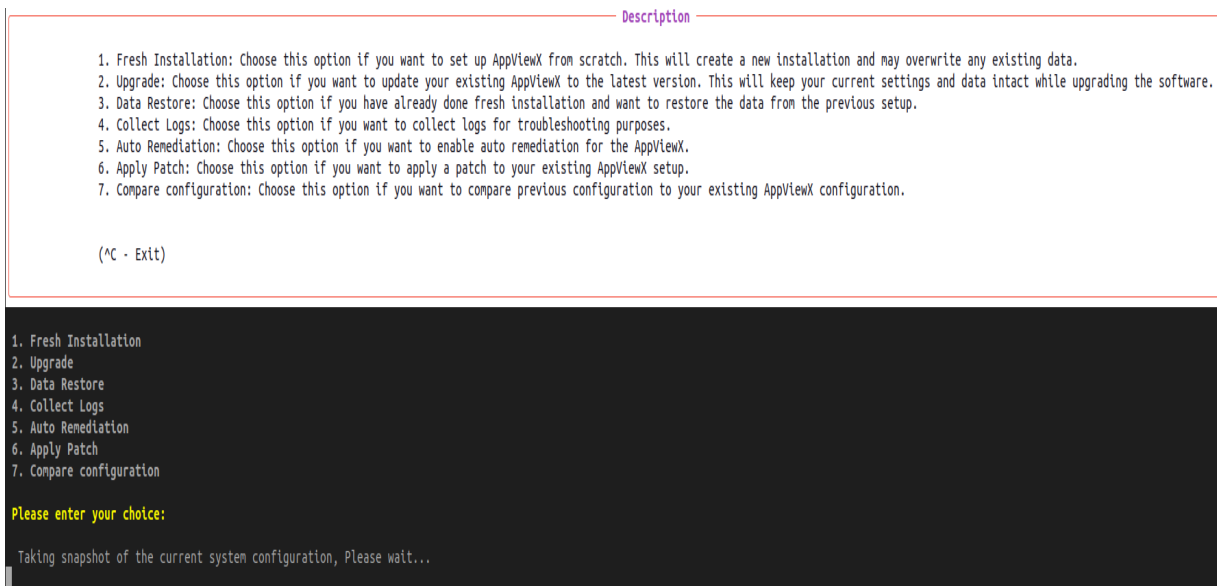 Description
1. Fresh Installation: Choose this option if you want to set up AppViewX from scratch. This will create a new installation and may overwrite any existing data.
2. Upgrade: Choose this option if you want to update your existing AppViewX to the latest version. This will keep your current settings and data intact while upgrading the software.
3. Data Restore: Choose this option if you have already done fresh installation and want to restore the data from the previous setup.
4. Collect Logs: Choose this option if you want to collect logs for troubleshooting purposes.
5. Auto Remediation: Choose this option if you want to enable auto remediation for the AppViewX.
6. Apply Patch: Choose this option if you want to apply a patch to your existing AppViewX setup.
7. Compare configuration: Choose this option if you want to compare previous configuration to your existing AppViewX configuration.
(^C - Exit)
1. Fresh Installation
2. Upgrade
3. Data Restore
4. Collect Logs
5. Auto Remediation
6. Apply Patch
7. Compare configuration
Please enter your choice:
Taking snapshot of the current system configuration, Please wait...